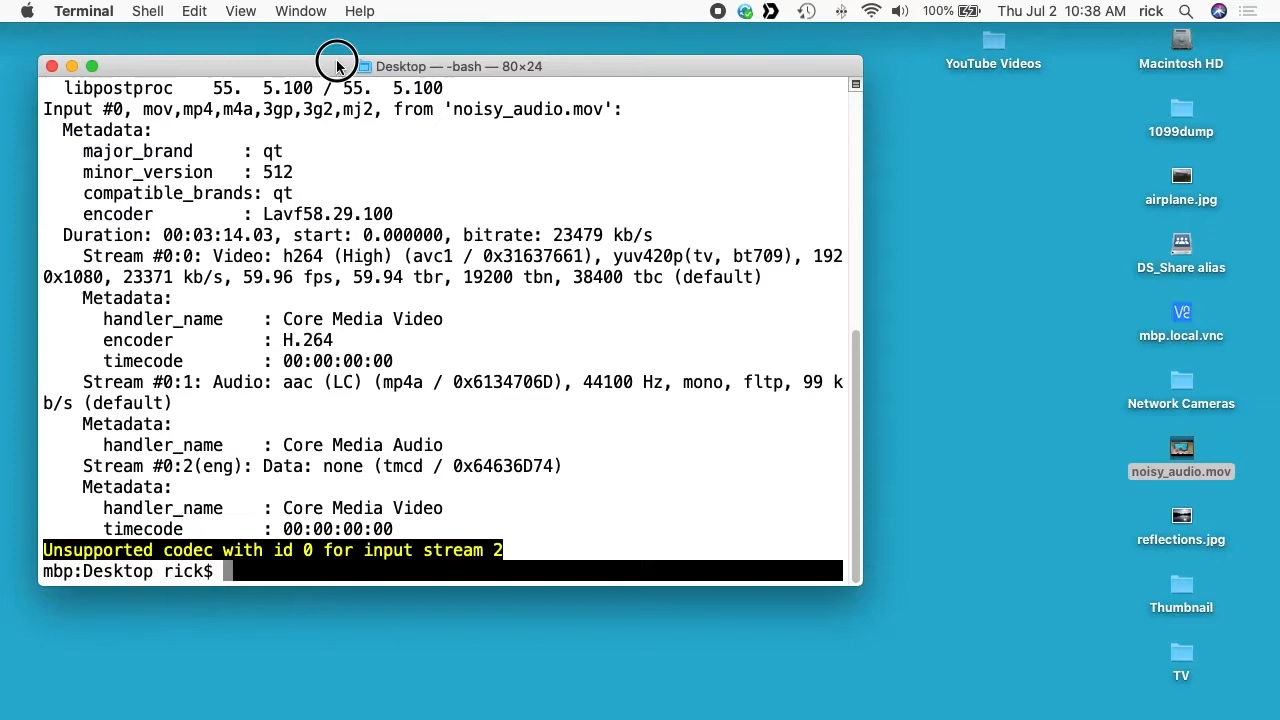 Terminal Shell Edit View Window Help 100% Thu Jul 2 10:38 AM rick
Desktop — -bash — 80×24
libpostproc    55.  5.100 / 55.  5.100
Input #0, mov,mp4,m4a,3gp,3g2,mj2, from 'noisy_audio.mov':
Metadata:
major_brand     : qt
minor_version   : 512
compatible_brands: qt
encoder         : Lavf58.29.100
Duration: 00:03:14.03, start: 0.000000, bitrate: 23479 kb/s
Stream #0:0: Video: h264 (High) (avc1 / 0x31637661), yuv420p(tv, bt709), 192
0x1080, 23371 kb/s, 59.96 fps, 59.94 tbr, 19200 tbn, 38400 tbc (default)
Metadata:
handler_name    : Core Media Video
encoder         : H.264
timecode        : 00:00:00:00
Stream #0:1: Audio: aac (LC) (mp4a / 0x6134706D), 44100 Hz, mono, fltp, 99 k
b/s (default)
Metadata:
handler_name    : Core Media Audio
Stream #0:2(eng): Data: none (tmcd / 0x64636D74)
Metadata:
handler_name    : Core Media Video
timecode        : 00:00:00:00
Unsupported codec with id 0 for input stream 2
mbp:Desktop rick$
YouTube Videos
Macintosh HD
1099dump
airplane.jpg
DS_Share alias
mbp.local.vnc
Network Cameras
noisy_audio.mov
reflections.jpg
Thumbnail
TV